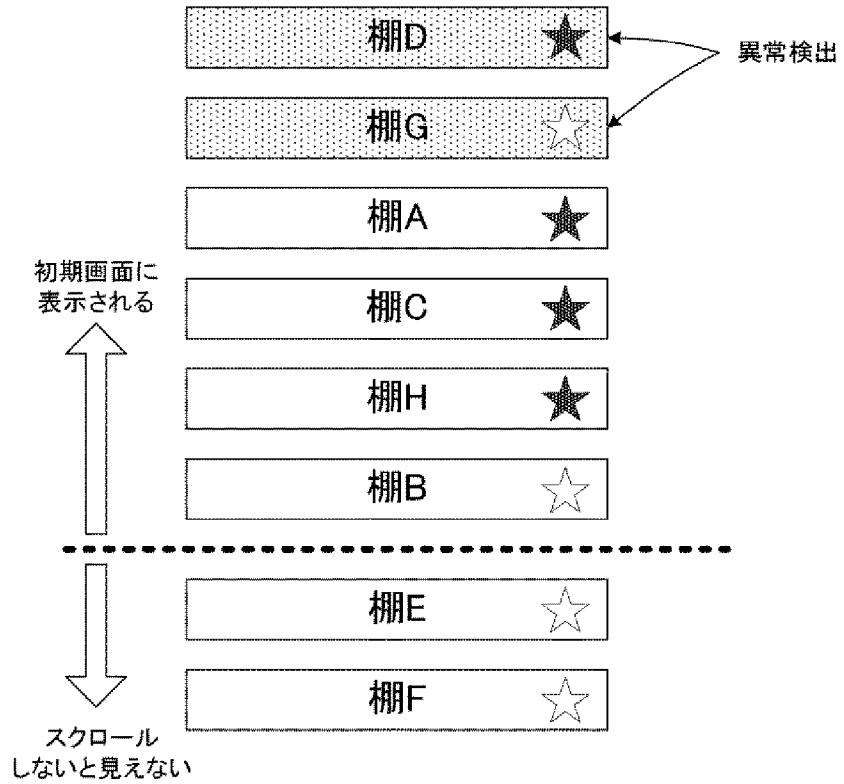 棚D
異常検出
棚G
棚A
初期画面に
表示される
棚C
棚H
棚B
棚E
棚F
スクロール
しないと見えない